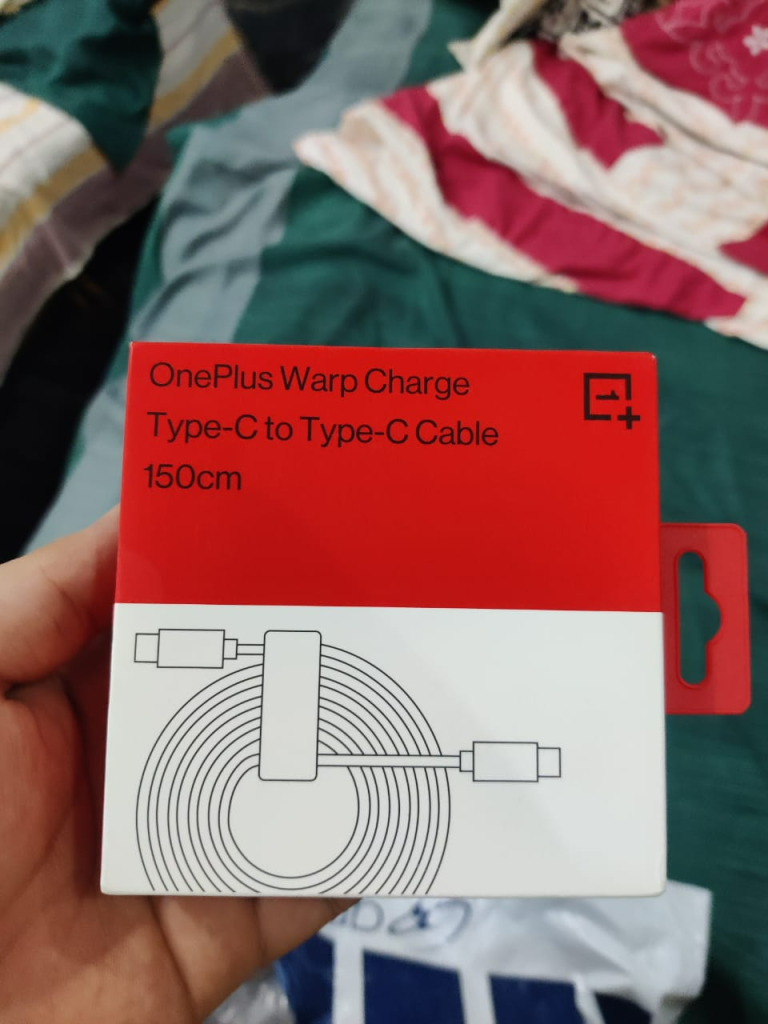 OnePlus Warp Charge
Type-C to Type-C Cable
150cm